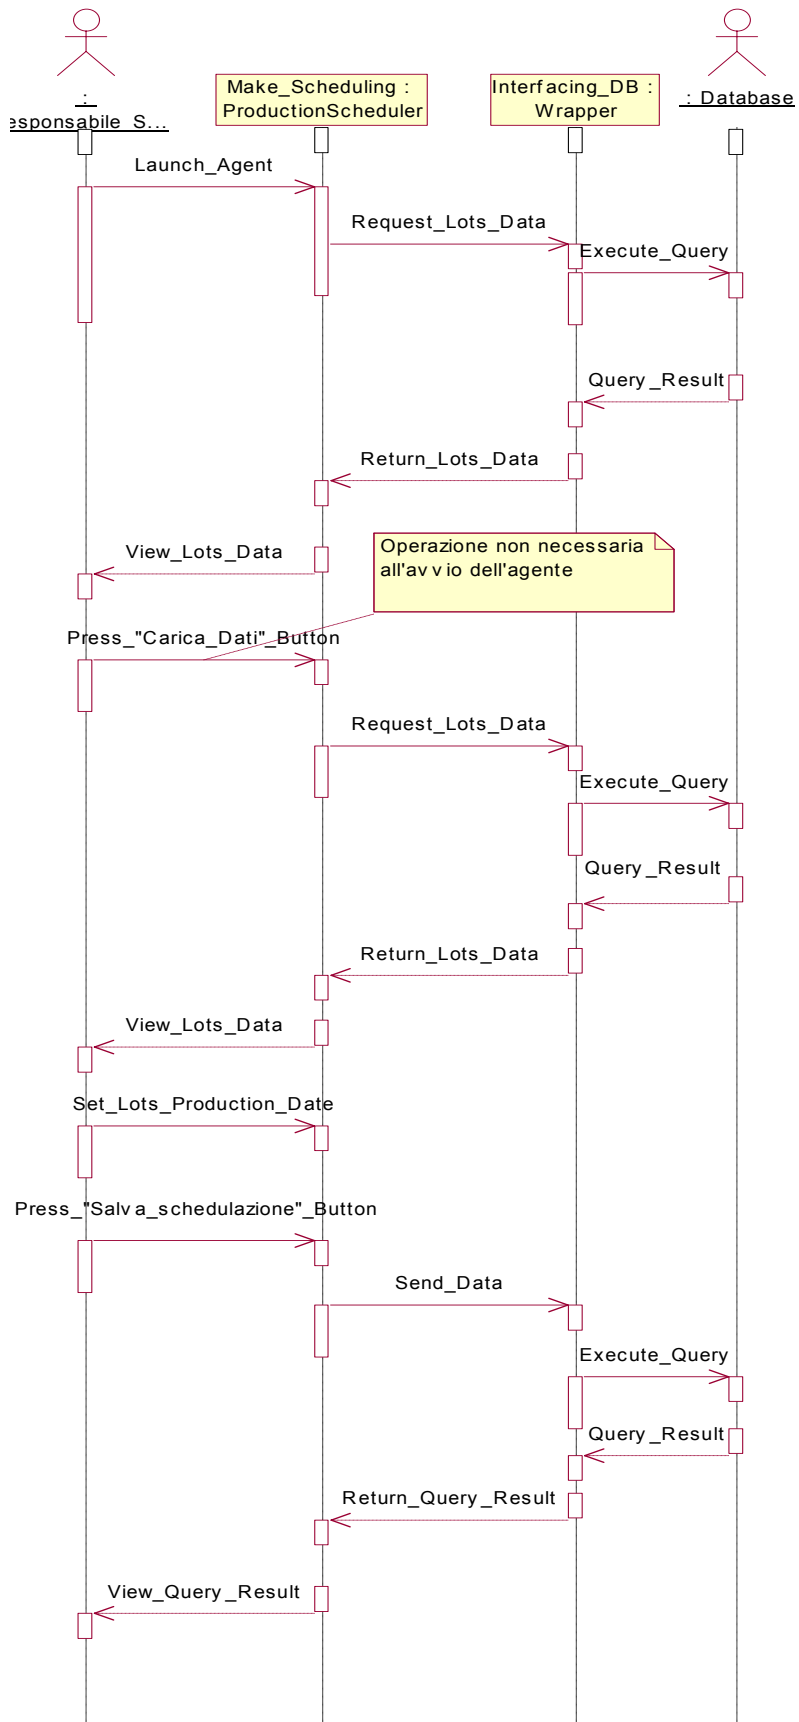 :
esponsabile_S...
Make_Scheduling :
ProductionScheduler
Interfacing_DB :
Wrapper
: Database
Launch_Agent
Request_Lots_Data
Execute_Query
Query_Result
Return_Lots_Data
View_Lots_Data
Operazione non necessaria
all'avvio dell'agente
Press_"Carica_Dati"_Button
Request_Lots_Data
Execute_Query
Query_Result
Return_Lots_Data
View_Lots_Data
Set_Lots_Production_Date
Press_"Salva_schedulazione"_Button
Send_Data
Execute_Query
Query_Result
Return_Query_Result
View_Query_Result